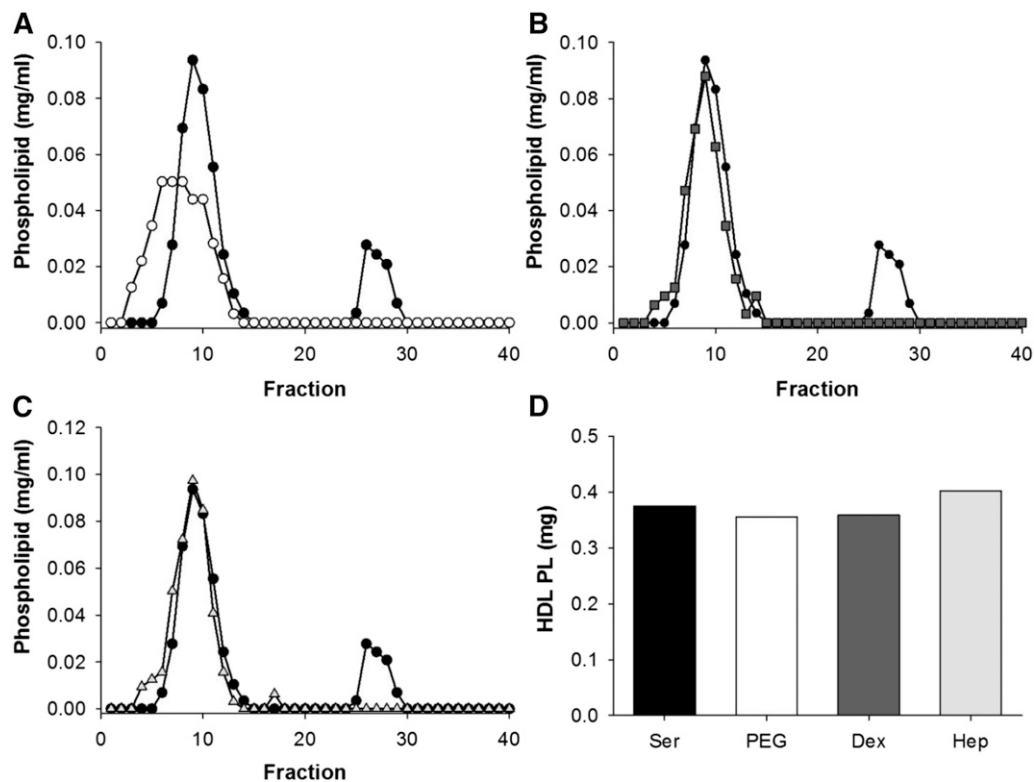 A
Phospholipid (mg/ml)
0.10
0.08
0.06
0.04
0.02
0.00
0 10 20 30 40
Fraction
B
Phospholipid (mg/ml)
0.10
0.08
0.06
0.04
0.02
0.00
0 10 20 30 40
Fraction
C
Phospholipid (mg/ml)
0.12
0.10
0.08
0.06
0.04
0.02
0.00
0 10 20 30 40
Fraction
D
HDL PL (mg)
0.5
0.4
0.3
0.2
0.1
0.0
Ser PEG Dex Hep